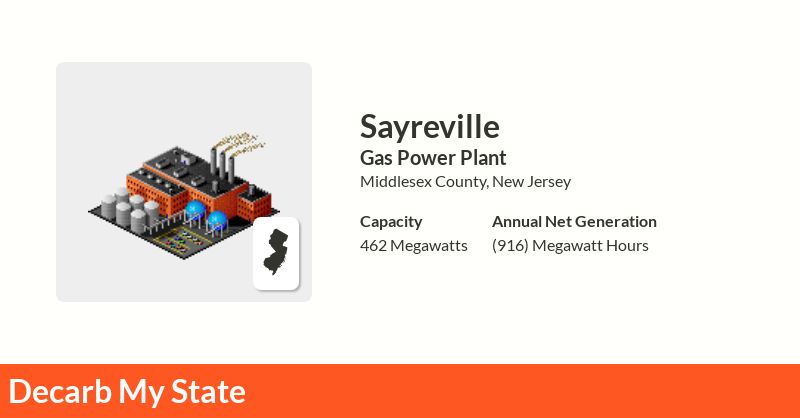 Sayreville
Gas Power Plant
Middlesex County, New Jersey
Capacity
462 Megawatts
Annual Net Generation
(916) Megawatt Hours
Decarb My State